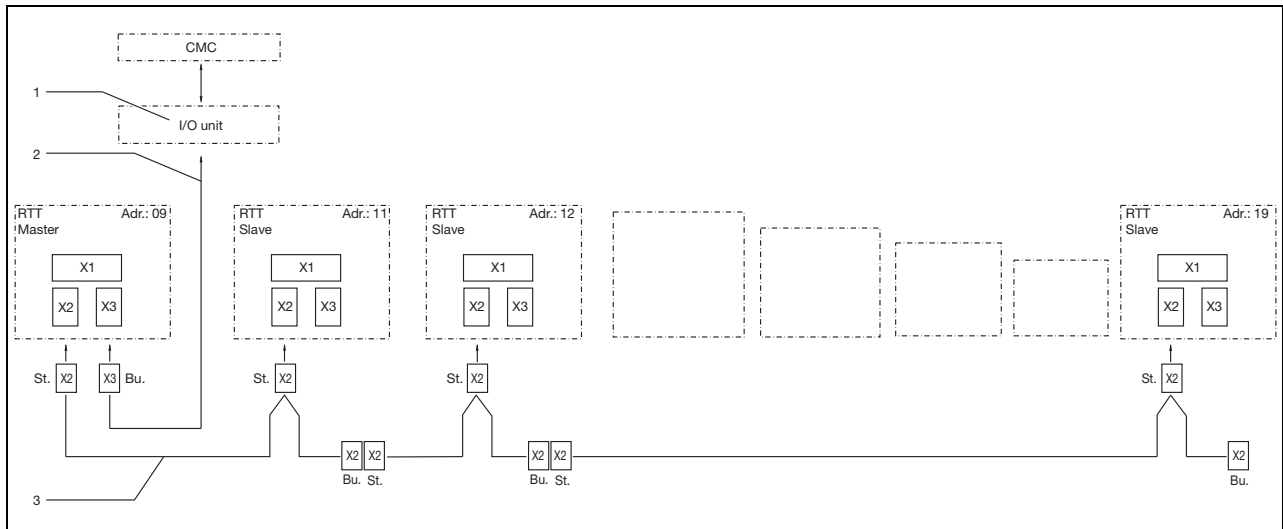 CMC
1
I/O unit
2
RTT Adr.: 09
Master
X1
X2 X3
RTT Adr.: 11
Slave
X1
X2 X3
RTT Adr.: 12
Slave
X1
X2 X3
RTT Adr.: 19
Slave
X1
X2 X3
St. X2 X3 Bu.
St. X2
St. X2
St. X2
X2 X2
Bu. St.
X2 X2
Bu. St.
X2
Bu.
3